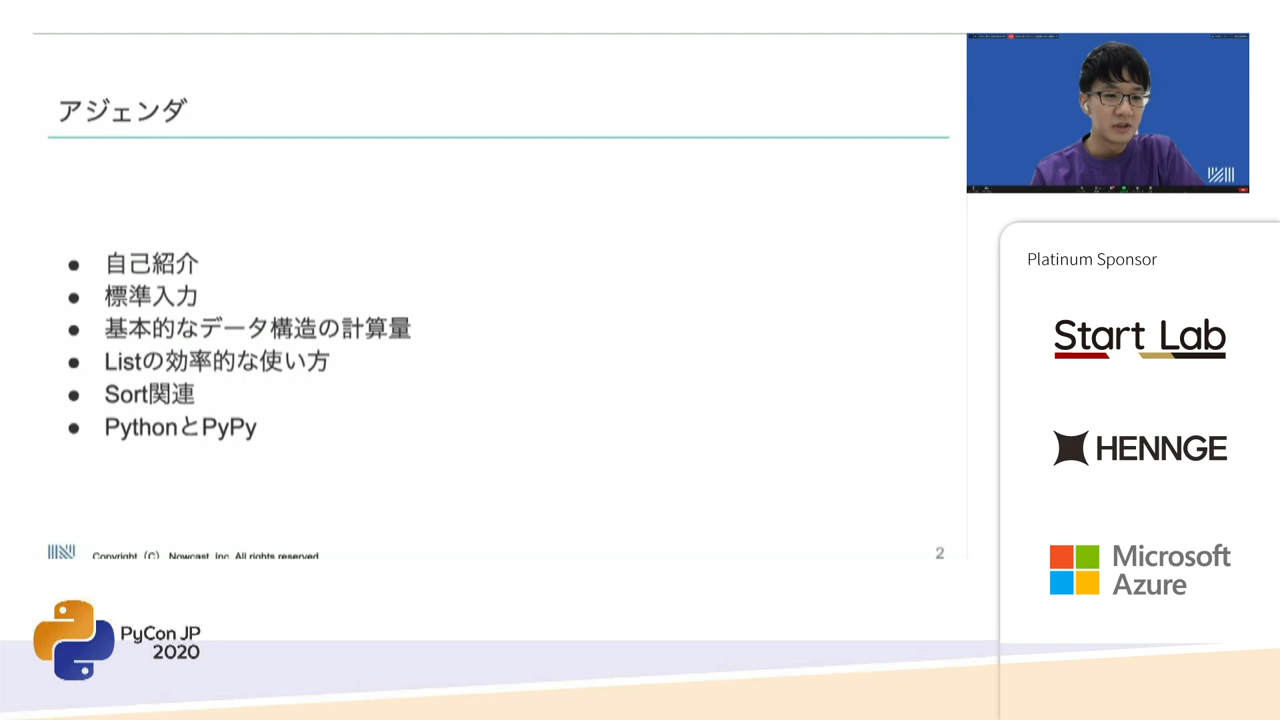 アジェンダ
● 自己紹介
● 標準入力
● 基本的なデータ構造の計算量
● Listの効率的な使い方
● Sort関連
● PythonとPyPy
Copyright (C) Nowcast, Inc. All rights reserved
2
Platinum Sponsor
Start Lab
HENNGE
Microsoft
Azure
PyCon JP
2020